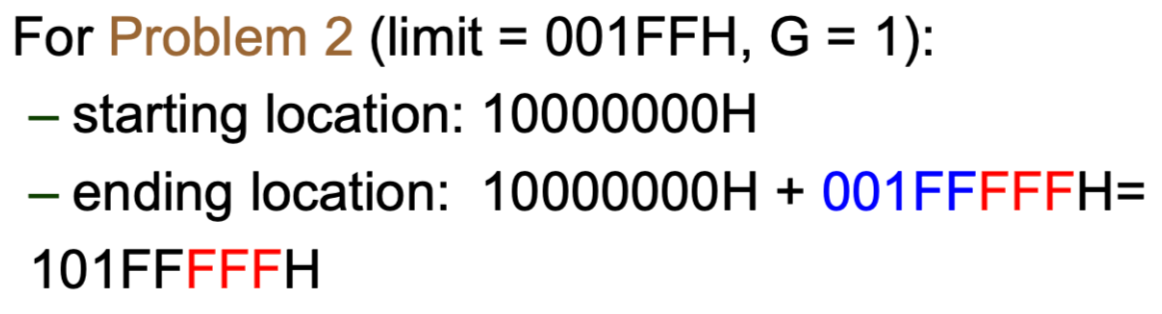 For Problem 2 (limit = 001FFH, G = 1):
– starting location: 10000000H
– ending location: 10000000H + 001FFFFFH=
101FFFFFH